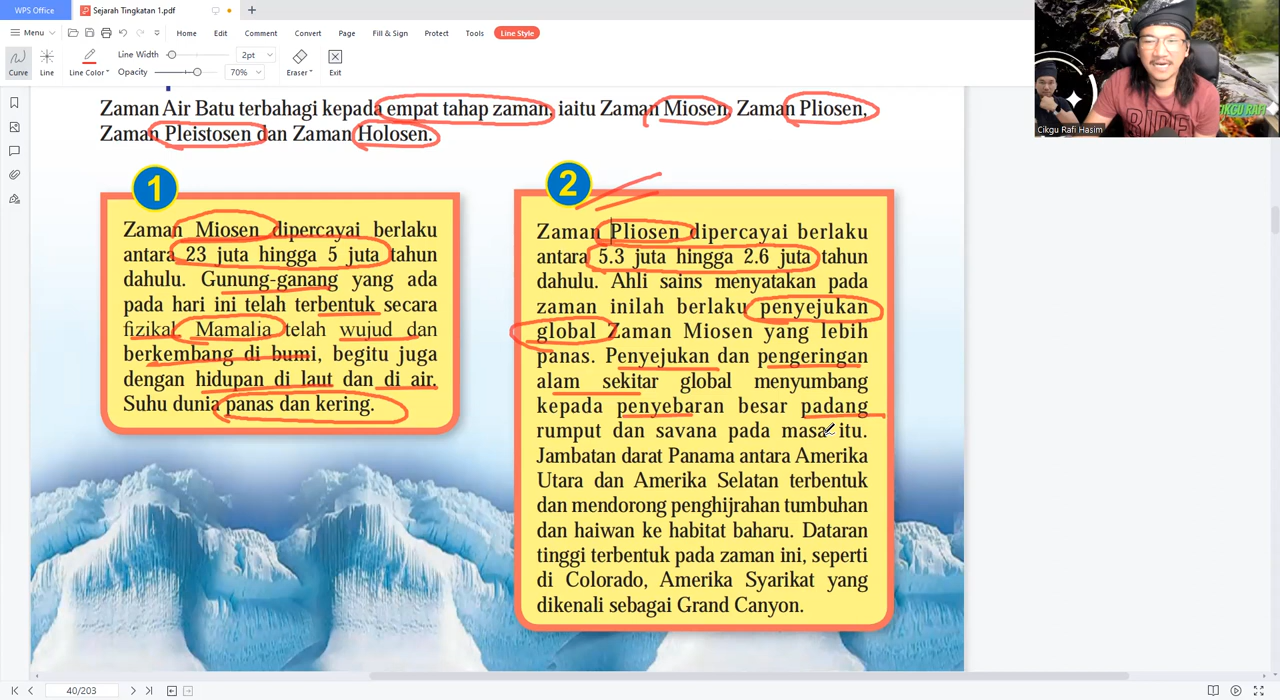 WPS Office
Sejarah Tingkatan 1.pdf
Menu
Home
Edit
Comment
Convert
Page
Fill & Sign
Protect
Tools
Line Style
Curve
Line
Line Color
Line Width
2pt
Opacity
70%
Eraser
Exit
Zaman Air Batu terbahagi kepada empat tahap zaman, iaitu Zaman Miosen, Zaman Pliosen,
Zaman Pleistosen dan Zaman Holosen.
1
Zaman Miosen dipercayai berlaku
antara 23 juta hingga 5 juta tahun
dahulu. Gunung-ganang yang ada
pada hari ini telah terbentuk secara
fizikal. Mamalia telah wujud dan
berkembang di bumi, begitu juga
dengan hidupan di laut dan di air.
Suhu dunia panas dan kering.
2
Zaman Pliosen dipercayai berlaku
antara 5.3 juta hingga 2.6 juta tahun
dahulu. Ahli sains menyatakan pada
zaman inilah berlaku penyejukan
global Zaman Miosen yang lebih
panas. Penyejukan dan pengeringan
alam sekitar global menyumbang
kepada penyebaran besar padang
rumput dan savana pada masa itu.
Jambatan darat Panama antara Amerika
Utara dan Amerika Selatan terbentuk
dan mendorong penghijrahan tumbuhan
dan haiwan ke habitat baharu. Dataran
tinggi terbentuk pada zaman ini, seperti
di Colorado, Amerika Syarikat yang
dikenali sebagai Grand Canyon.
CIKGU RAFI
RIDE
Cikgu Rafi Hasim
40/203